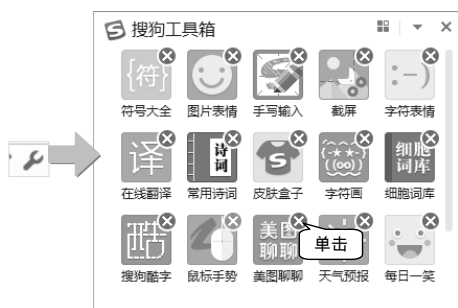 搜狗工具箱
{符}
符号大全 图片表情 手写输入 截屏 字符表情
译 诗词 S 细胞词库
在线翻译 常用诗词 皮肤盒子 字符画 细胞词库
酷 美图聊聊 单击
搜狗酷字 鼠标手势 美图聊聊 天气预报 每日一笑